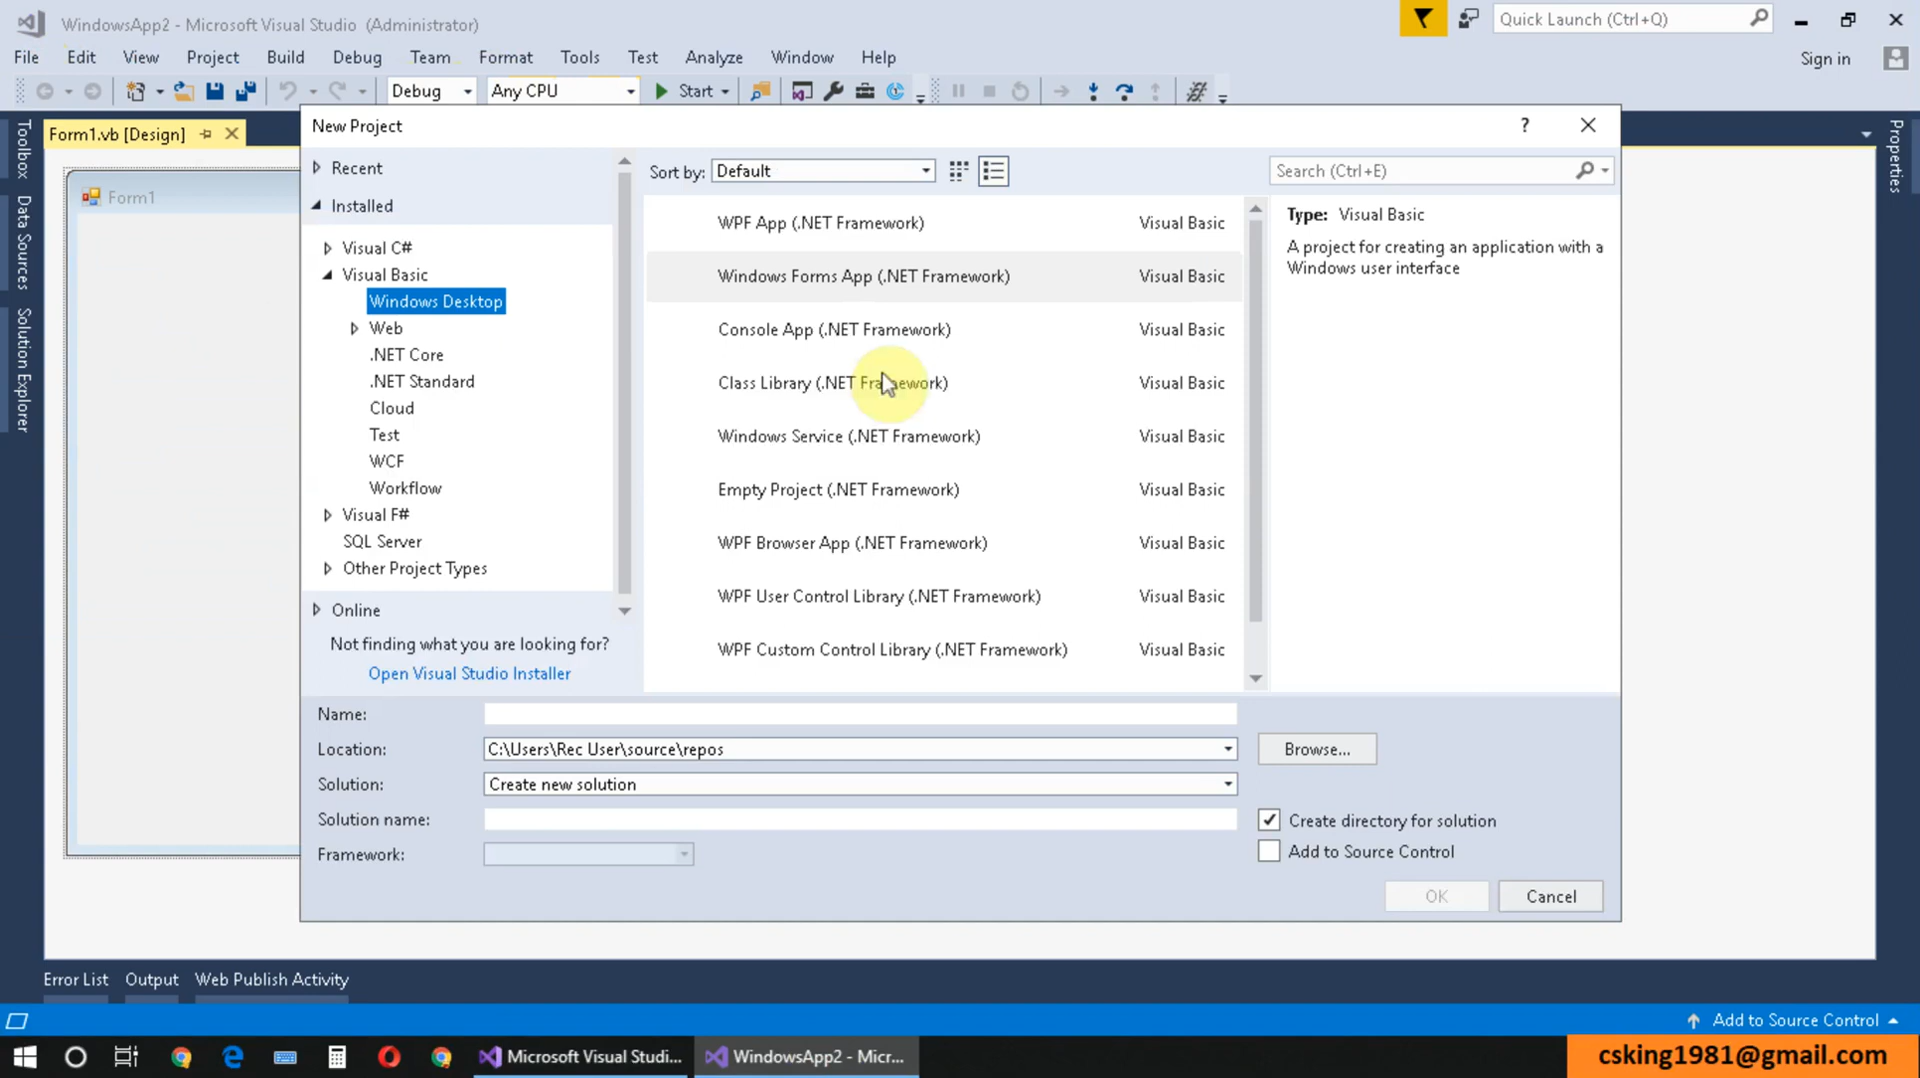 WindowsApp2 - Microsoft Visual Studio (Administrator)
Quick Launch (Ctrl+Q)
File Edit View Project Build Debug Team Format Tools Test Analyze Window Help
Sign in
Debug Any CPU Start
Form1.vb [Design]
Toolbox
Data Sources
Solution Explorer
Properties
Form1
New Project
?
Recent
Installed
Visual C#
Visual Basic
Windows Desktop
Web
.NET Core
.NET Standard
Cloud
Test
WCF
Workflow
Visual F#
SQL Server
Other Project Types
Online
Not finding what you are looking for?
Open Visual Studio Installer
Sort by: Default
Search (Ctrl+E)
WPF App (.NET Framework) Visual Basic
Windows Forms App (.NET Framework) Visual Basic
Console App (.NET Framework) Visual Basic
Class Library (.NET Framework) Visual Basic
Windows Service (.NET Framework) Visual Basic
Empty Project (.NET Framework) Visual Basic
WPF Browser App (.NET Framework) Visual Basic
WPF User Control Library (.NET Framework) Visual Basic
WPF Custom Control Library (.NET Framework) Visual Basic
Type: Visual Basic
A project for creating an application with a
Windows user interface
Name:
Location: C:\Users\Rec User\source\repos Browse...
Solution: Create new solution
Solution name:
Create directory for solution
Framework:
Add to Source Control
OK Cancel
Error List Output Web Publish Activity
Add to Source Control
Microsoft Visual Studi... WindowsApp2 - Micr...
csking1981@gmail.com